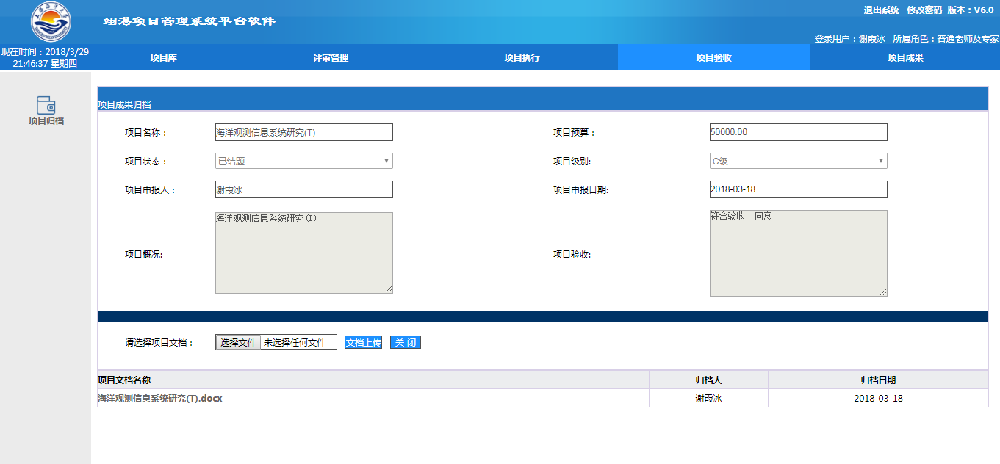 翊港项目管理系统平台软件
退出系统 修改密码 版本：V6.0
登录用户：谢霞冰 所属角色：普通老师及专家
现在时间：2018/3/29
21:46:37 星期四
项目库 评审管理 项目执行 项目验收 项目成果
项目归档
项目成果归档
项目名称： 海洋观测信息系统研究(T) 项目预算： 50000.00
项目状态： 已结题 项目级别: C级
项目申报人： 谢霞冰 项目申报日期: 2018-03-18
海洋观测信息系统研究(T) 符合验收, 同意
项目概况: 项目验收:
请选择项目文档： 选择文件 未选择任何文件 文档上传 关 闭
项目文档名称 归档人 归档日期
海洋观测信息系统研究(T).docx 谢霞冰 2018-03-18